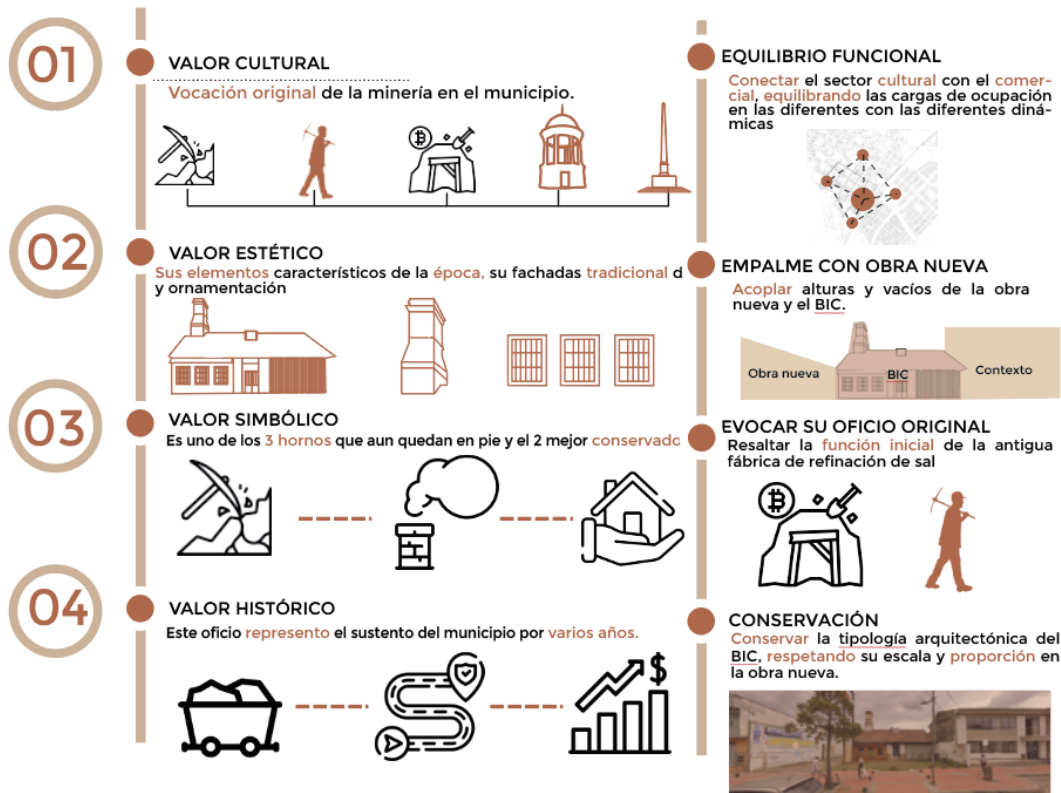 01
VALOR CULTURAL
Vocación original de la minería en el municipio.
02
VALOR ESTÉTICO
Sus elementos característicos de la época, su fachadas tradicional d
y ornamentación
03
VALOR SIMBÓLICO
Es uno de los 3 hornos que aun quedan en pie y el 2 mejor conservado
04
VALOR HISTÓRICO
Este oficio represento el sustento del municipio por varios años.
$
EQUILIBRIO FUNCIONAL
Conectar el sector cultural con el comer-
cial, equilibrando las cargas de ocupación
en las diferentes con las diferentes diná-
micas
EMPALME CON OBRA NUEVA
Acoplar alturas y vacíos de la obra
nueva y el BIC.
Obra nueva
BIC
Contexto
EVOCAR SU OFICIO ORIGINAL
Resaltar la función inicial de la antigua
fábrica de refinación de sal
CONSERVACIÓN
Conservar la tipología arquitectónica del
BIC, respetando su escala y proporción en
la obra nueva.